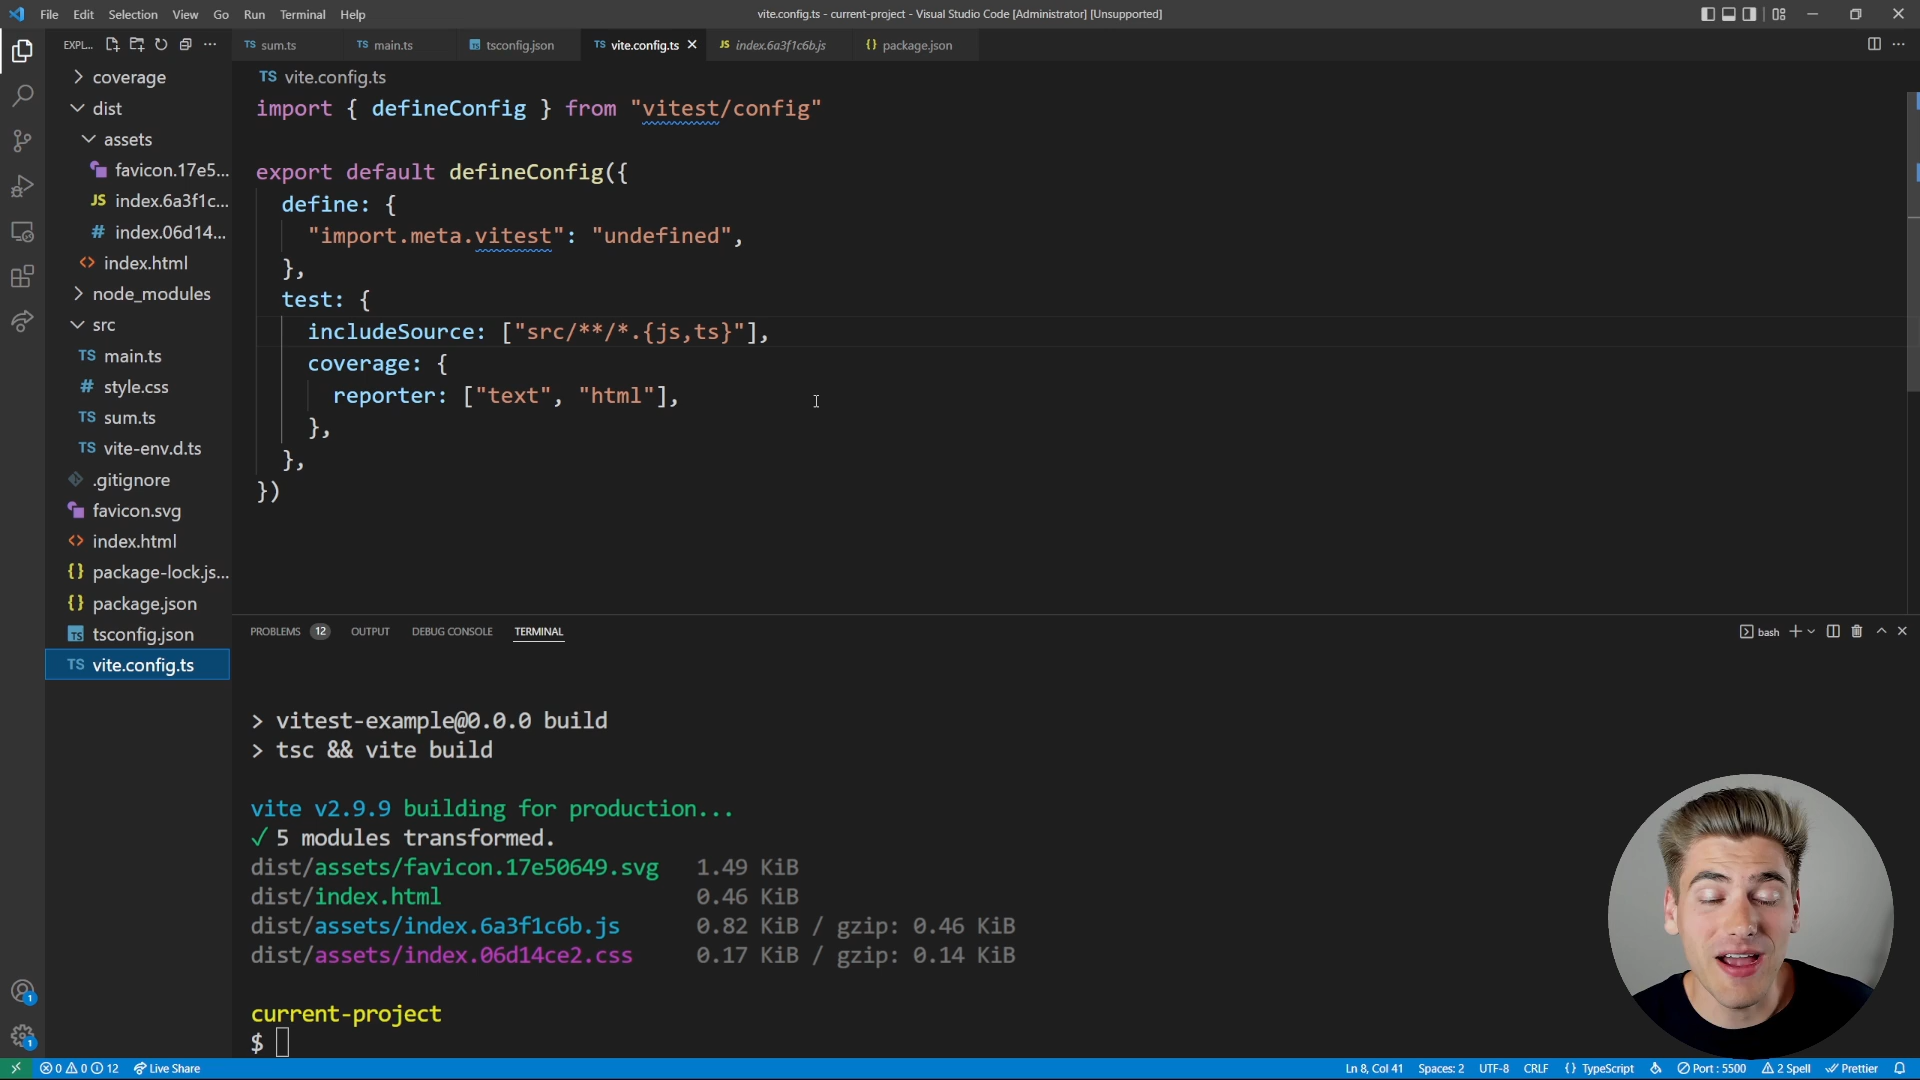 File Edit Selection View Go Run Terminal Help
vite.config.ts - current-project - Visual Studio Code [Administrator] [Unsupported]
EXPL...
TS sum.ts
TS main.ts
TS tsconfig.json
TS vite.config.ts
JS index.6a3f1c6b.js
{} package.json
coverage
dist
assets
favicon.17e5...
JS index.6a3f1c...
# index.06d14...
<> index.html
node_modules
src
TS main.ts
# style.css
TS sum.ts
TS vite-env.d.ts
.gitignore
favicon.svg
<> index.html
{} package-lock.js...
{} package.json
TS tsconfig.json
TS vite.config.ts
TS vite.config.ts
import { defineConfig } from "vitest/config"
export default defineConfig({
define: {
"import.meta.vitest": "undefined",
},
test: {
includeSource: ["src/**/*.{js,ts}"],
coverage: {
reporter: ["text", "html"],
},
},
})
PROBLEMS 12 OUTPUT DEBUG CONSOLE TERMINAL
bash
> vitest-example@0.0.0 build
> tsc && vite build
vite v2.9.9 building for production...
✓ 5 modules transformed.
dist/assets/favicon.17e50649.svg 1.49 KiB
dist/index.html 0.46 KiB
dist/assets/index.6a3f1c6b.js 0.82 KiB / gzip: 0.46 KiB
dist/assets/index.06d14ce2.css 0.17 KiB / gzip: 0.14 KiB
current-project
$
1
1
0 0 12 Live Share
Ln 8, Col 41 Spaces: 2 UTF-8 CRLF {} TypeScript Port : 5500 2 Spell Prettier